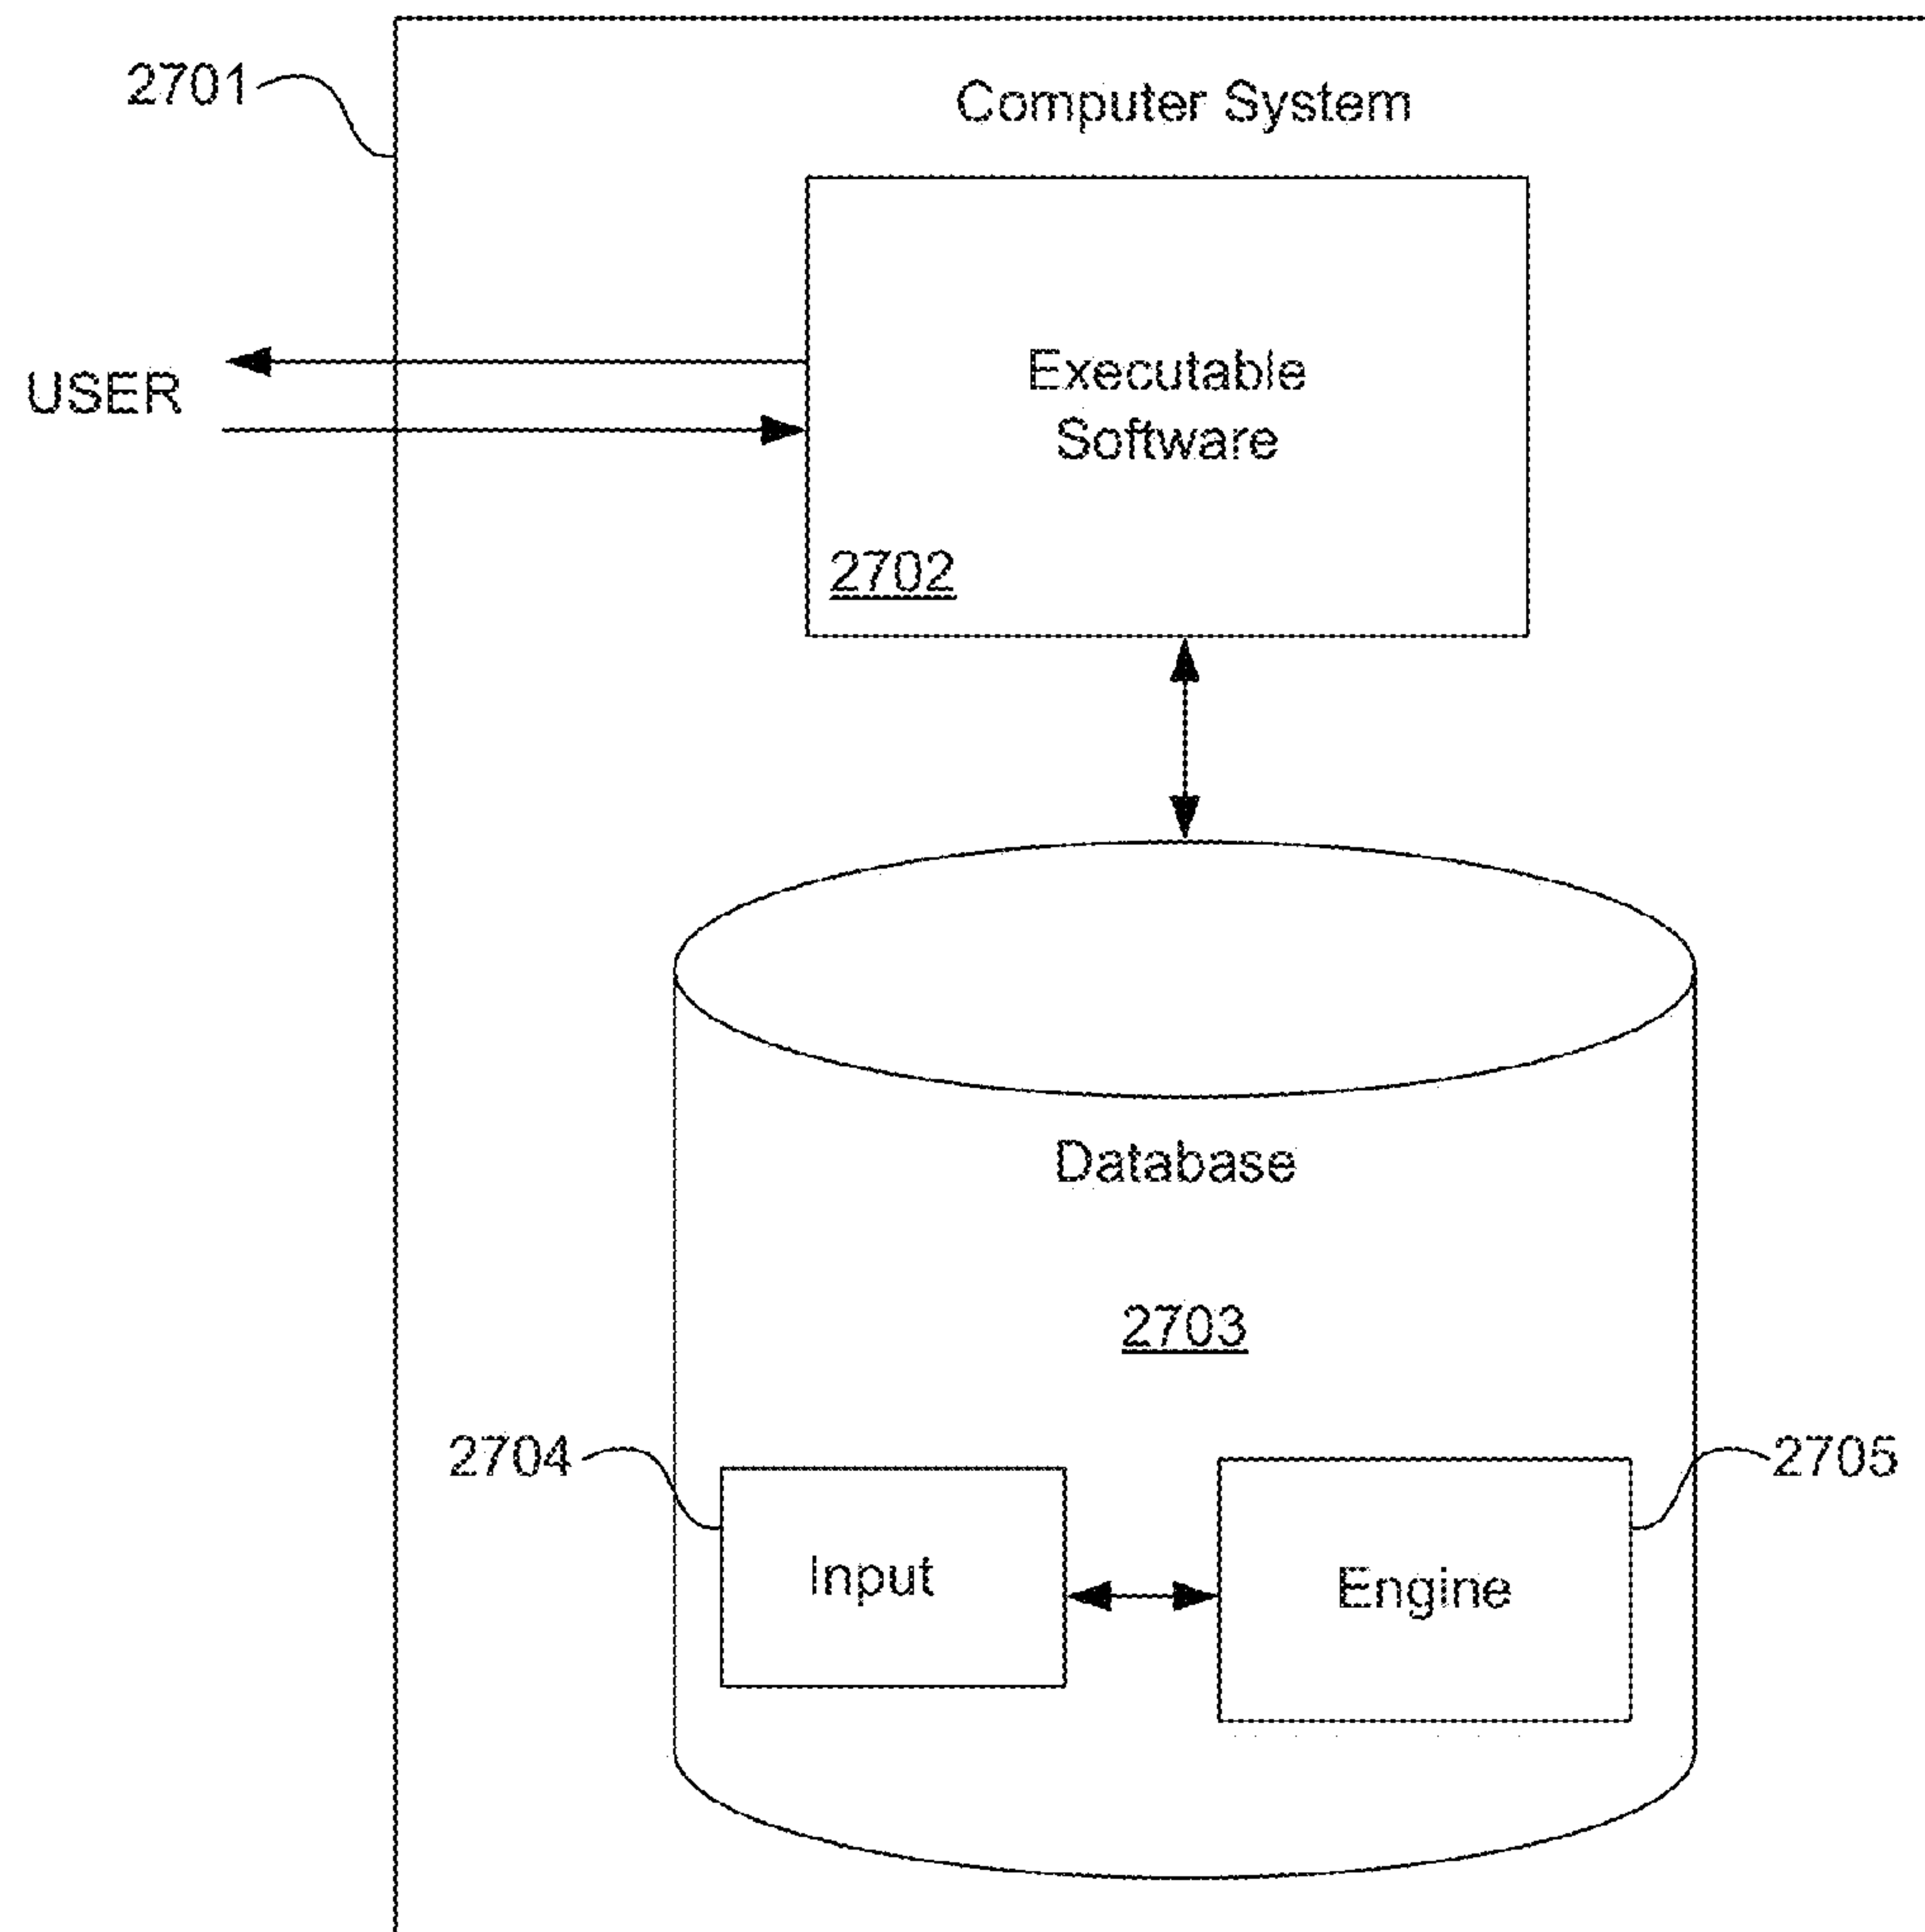 2701
Computer System
USER
Executable
Software
2702
Database
2703
2704
2705
Input
Engine